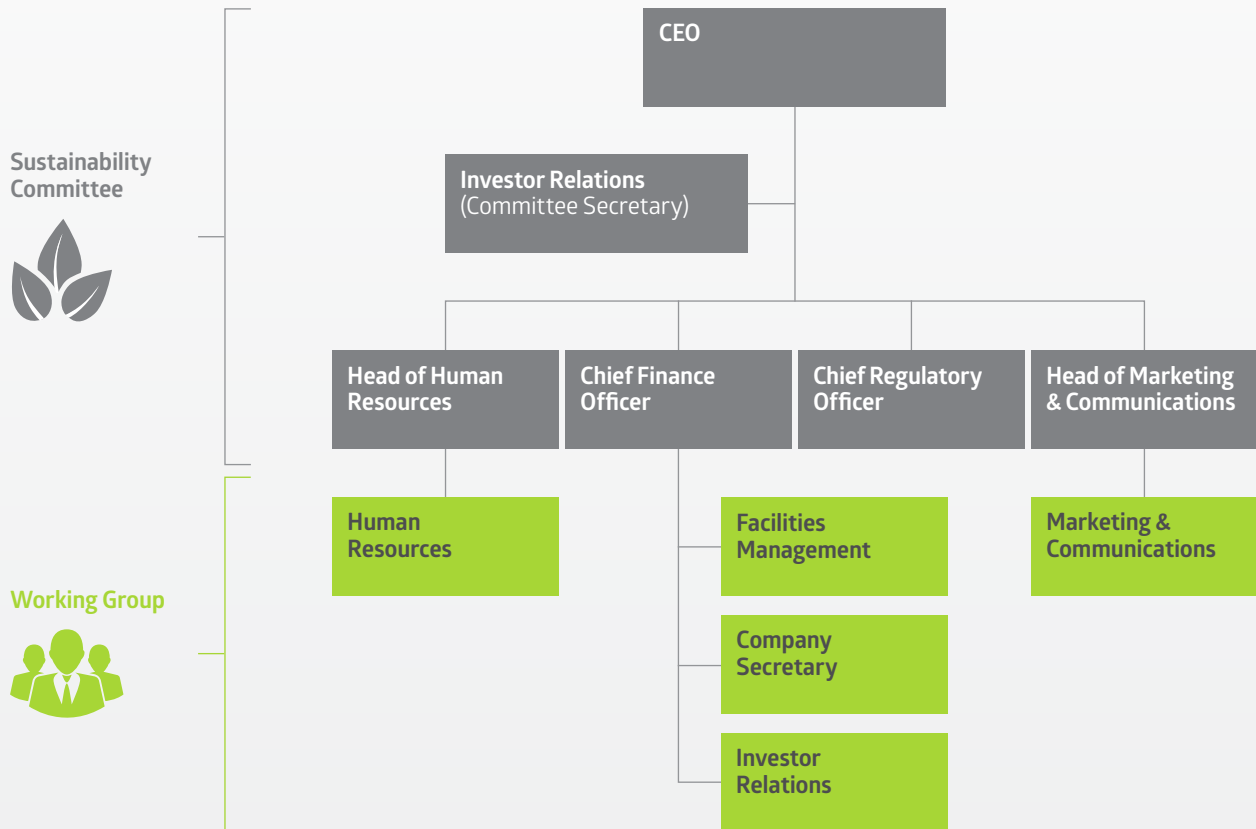 CEO
Sustainability
Committee
Investor Relations
(Committee Secretary)
Head of Human
Resources
Chief Finance
Officer
Chief Regulatory
Officer
Head of Marketing
& Communications
Human
Resources
Facilities
Management
Marketing &
Communications
Working Group
Company
Secretary
Investor
Relations